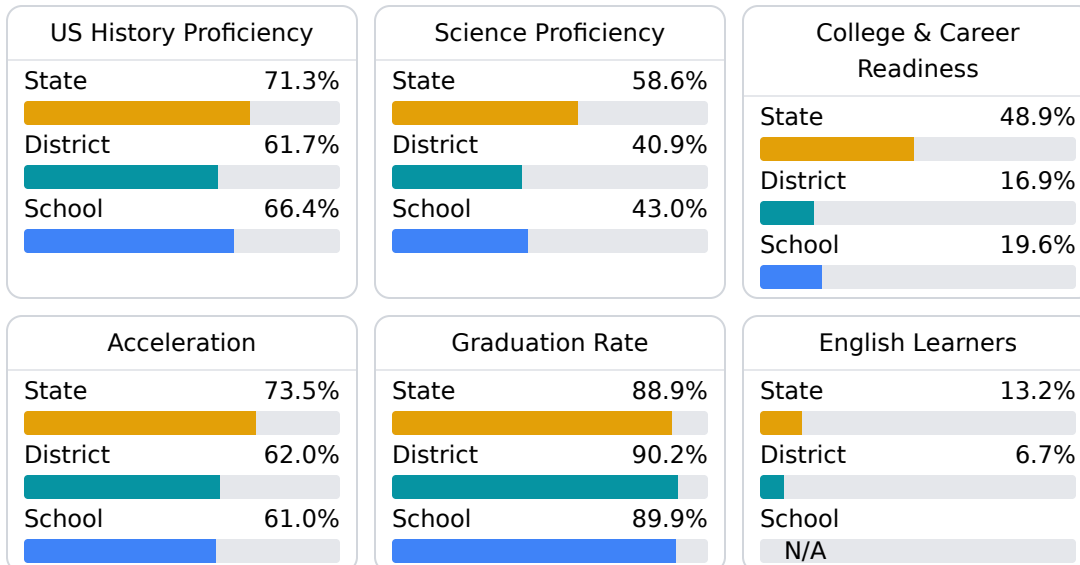 US History Proficiency
State 71.3%
District 61.7%
School 66.4%
Science Proficiency
State 58.6%
District 40.9%
School 43.0%
College & Career
Readiness
State 48.9%
District 16.9%
School 19.6%
Acceleration
State 73.5%
District 62.0%
School 61.0%
Graduation Rate
State 88.9%
District 90.2%
School 89.9%
English Learners
State 13.2%
District 6.7%
School
N/A